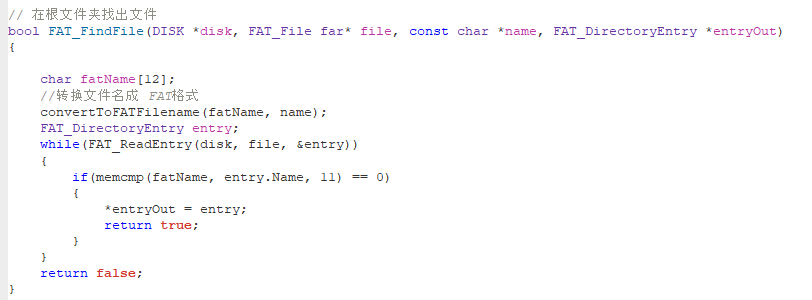 // 在根文件夹找出文件
bool FAT_FindFile(DISK *disk, FAT_File far* file, const char *name, FAT_DirectoryEntry *entryOut)
{
    char fatName[12];
    //转换文件名成 FAT格式
    convertToFATFilename(fatName, name);
    FAT_DirectoryEntry entry;
    while(FAT_ReadEntry(disk, file, &entry))
    {
        if(memcmp(fatName, entry.Name, 11) == 0)
        {
            *entryOut = entry;
            return true;
        }
    }
    return false;
}